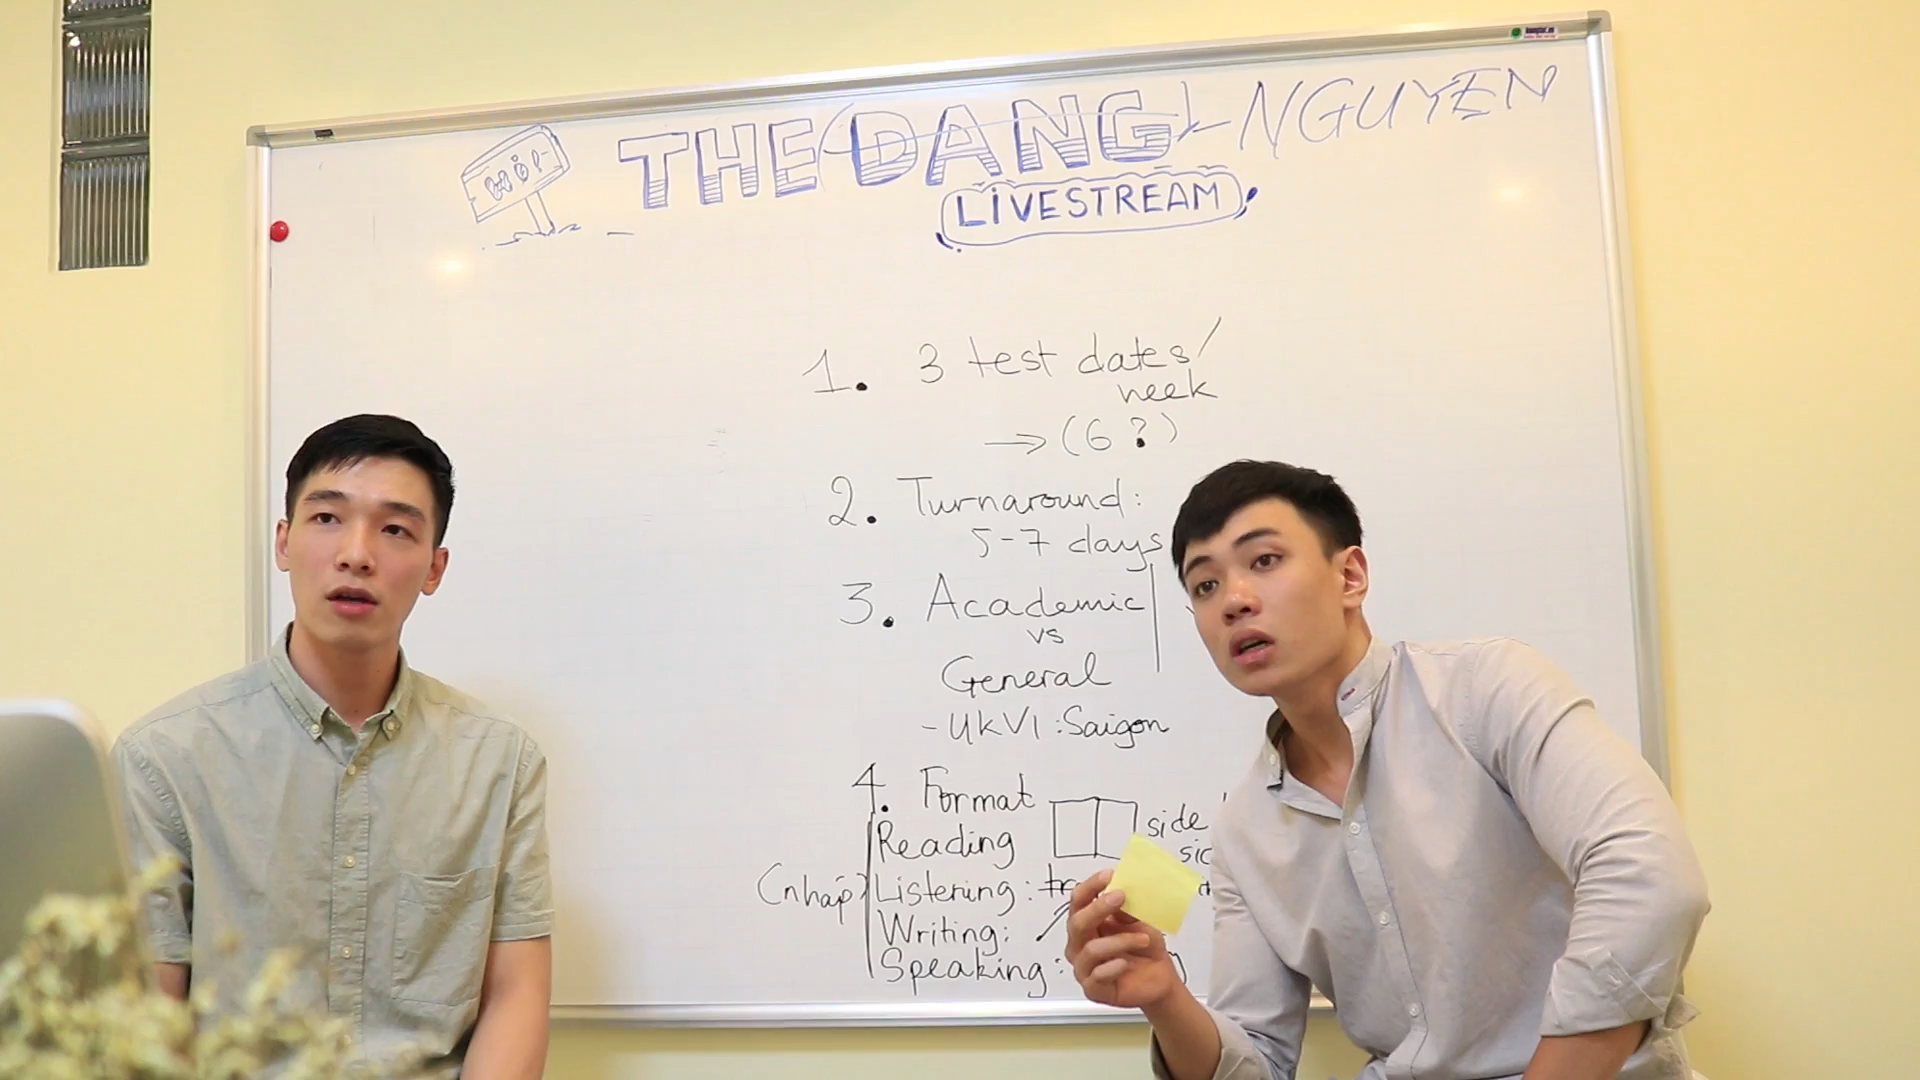 THE DANG - NGUYEN
LIVESTREAM
1. 3 test dates/
week
→ (6 ?)
2. Turnaround:
5-7 days
3. Academic
vs
General
- UKVI : Saigon
4. Format
Reading
side
(nháp) Listening :
Writing:
Speaking :